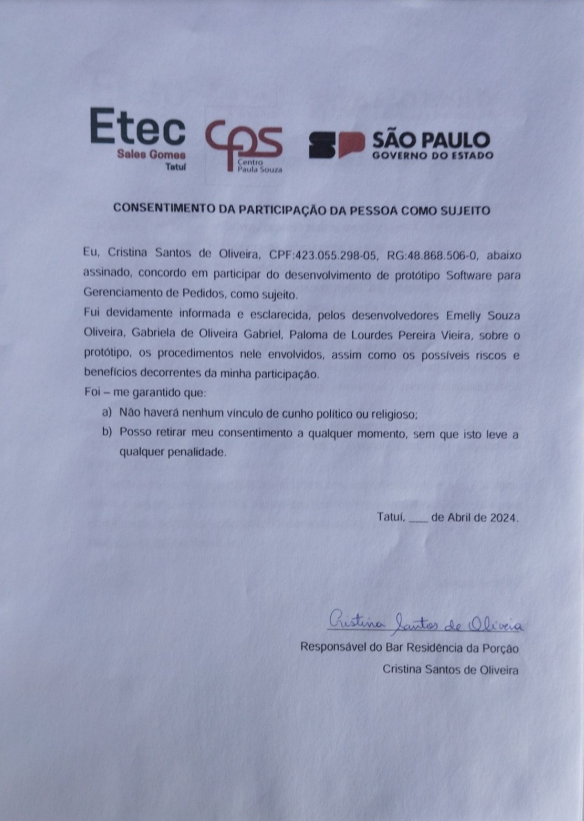 Etec
Sales Gomes
Tatuí
cps
Centro
Paula Souza
SP
SÃO PAULO
GOVERNO DO ESTADO
CONSENTIMENTO DA PARTICIPAÇÃO DA PESSOA COMO SUJEITO
Eu, Cristina Santos de Oliveira, CPF:423.055.298-05, RG:48.868.506-0, abaixo
assinado, concordo em participar do desenvolvimento de protótipo Software para
Gerenciamento de Pedidos, como sujeito.
Fui devidamente informada e esclarecida, pelos desenvolvedores Emelly Souza
Oliveira, Gabriela de Oliveira Gabriel, Paloma de Lourdes Pereira Vieira, sobre o
protótipo, os procedimentos nele envolvidos, assim como os possíveis riscos e
benefícios decorrentes da minha participação.
Foi – me garantido que:
a) Não haverá nenhum vínculo de cunho político ou religioso;
b) Posso retirar meu consentimento a qualquer momento, sem que isto leve a
qualquer penalidade.
Tatuí, ___ de Abril de 2024.
Cristina Santos de Oliveira
Responsável do Bar Residência da Porção
Cristina Santos de Oliveira